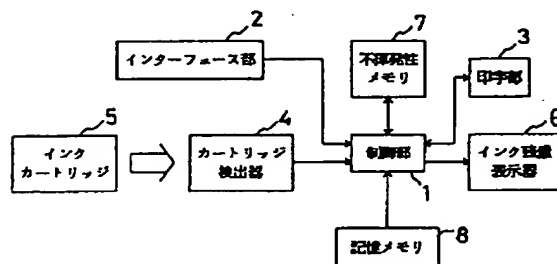 2
インターフェース部
7
不揮発性
メモリ
3
印字部
5
インク
カートリッジ
4
カートリッジ
検出器
制御部
1
6
インク残量
表示器
記憶メモリ
8